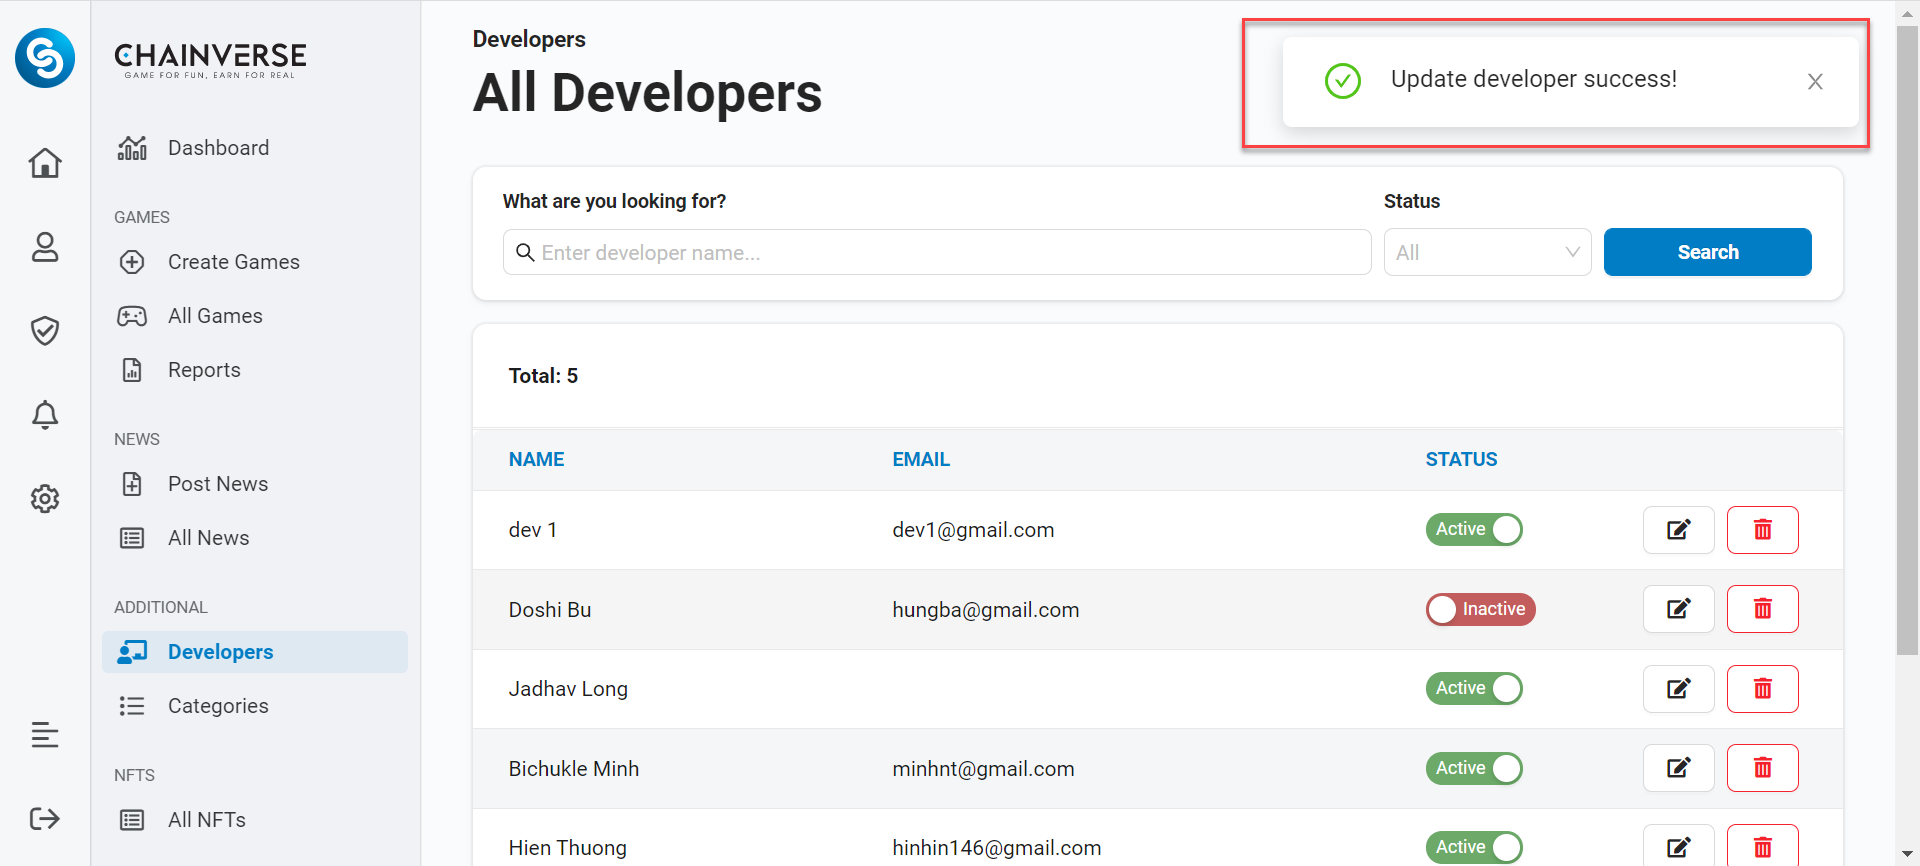 CHAINVERSE
GAME FOR FUN, EARN FOR REAL
Dashboard
GAMES
Create Games
All Games
Reports
NEWS
Post News
All News
ADDITIONAL
Developers
Categories
NFTS
All NFTs
Developers
All Developers
Update developer success!
What are you looking for?
Status
Enter developer name...
All
Search
Total: 5
NAME EMAIL STATUS
dev 1 dev1@gmail.com Active
Doshi Bu hungba@gmail.com Inactive
Jadhav Long Active
Bichukle Minh minhnt@gmail.com Active
Hien Thuong hinhin146@gmail.com Active